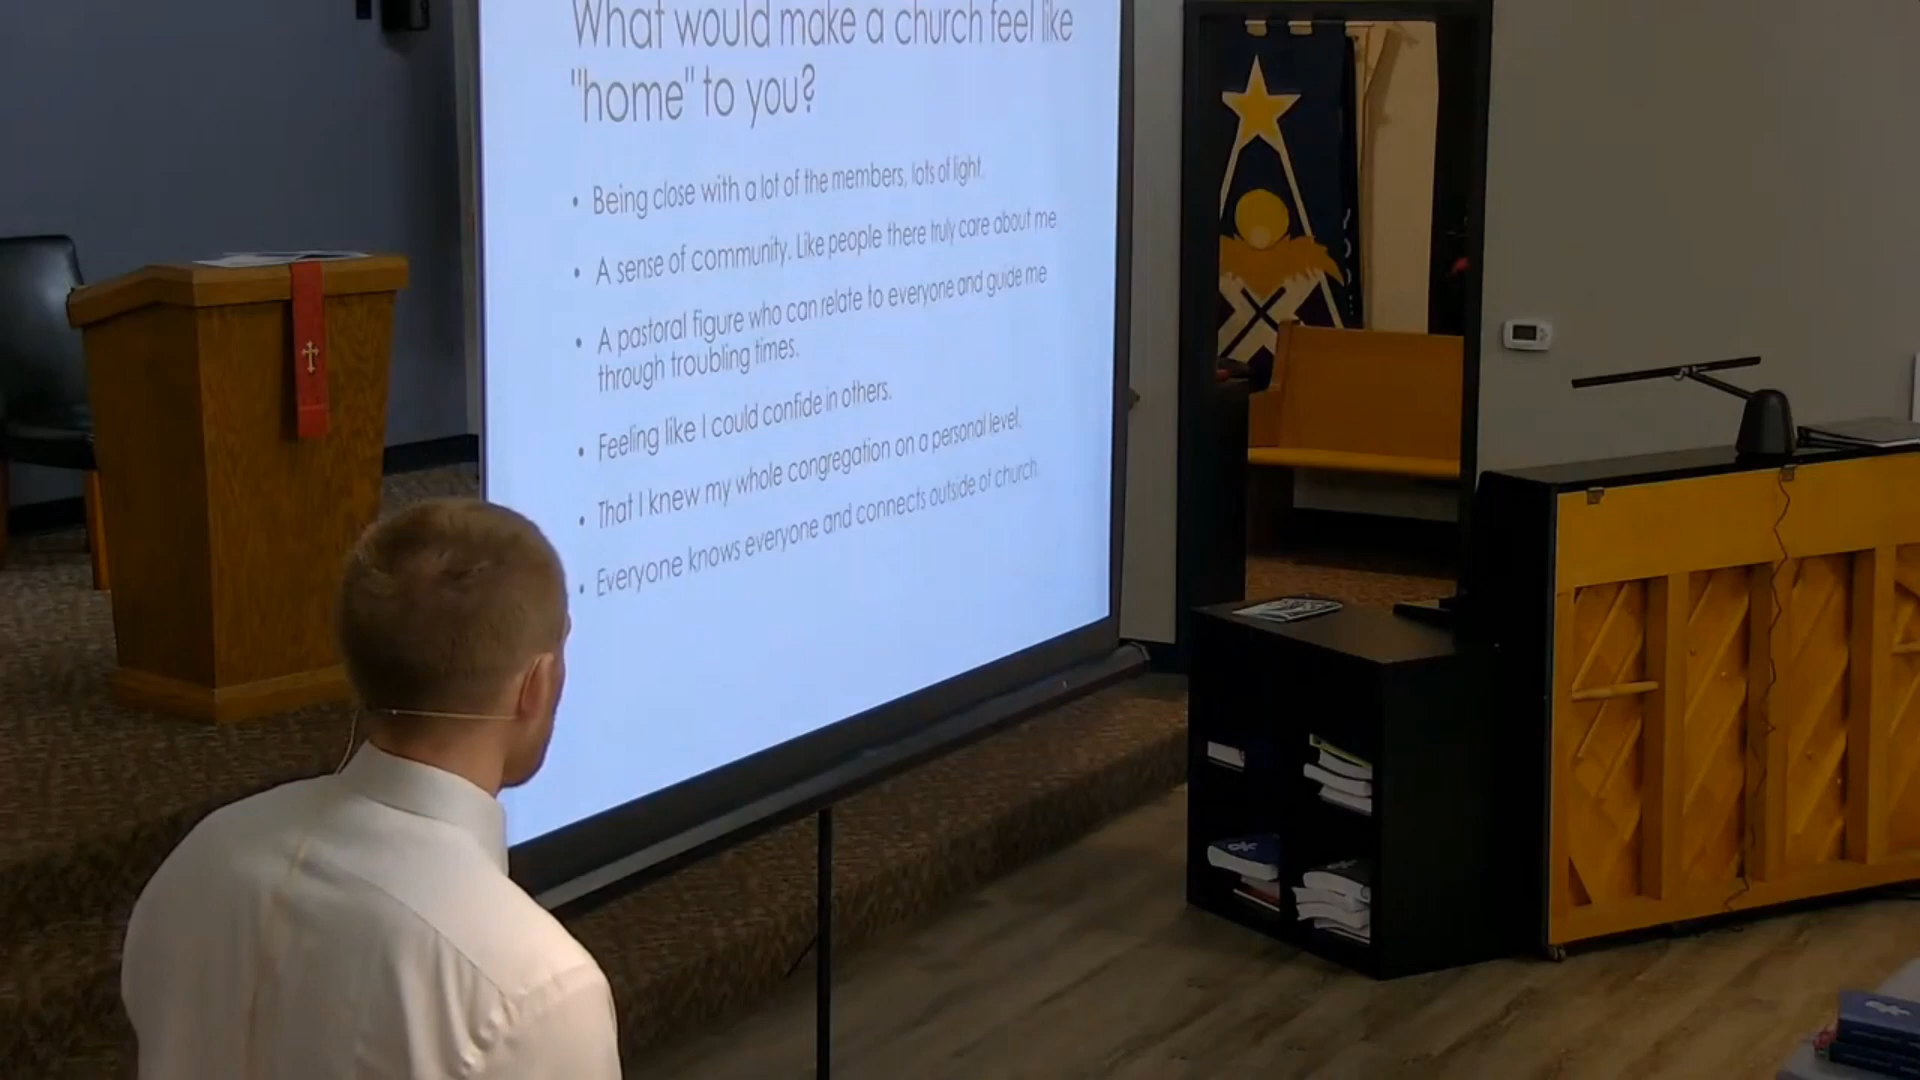 What would make a church feel like
"home" to you?
• Being close with a lot of the members, lots of light.
• A sense of community. Like people there truly care about me
• A pastoral figure who can relate to everyone and guide me
through troubling times.
• Feeling like I could confide in others.
• That I knew my whole congregation on a personal level.
• Everyone knows everyone and connects outside of church.